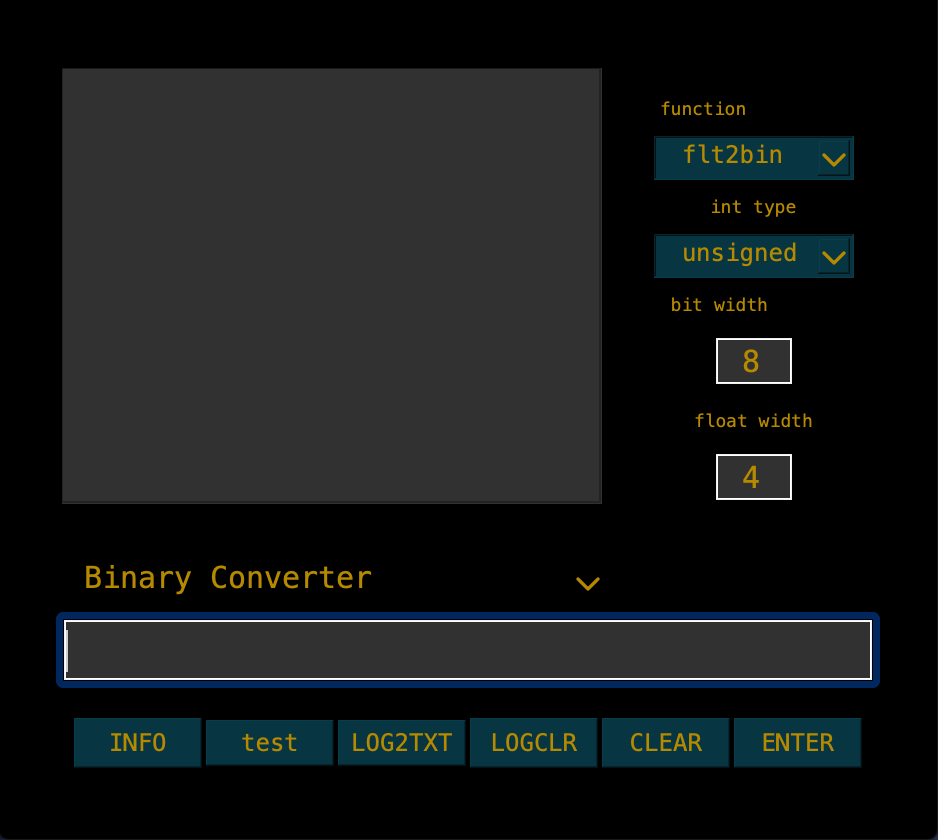 function
flt2bin
int type
unsigned
bit width
8
float width
4
Binary Converter
INFO test LOG2TXT LOGCLR CLEAR ENTER